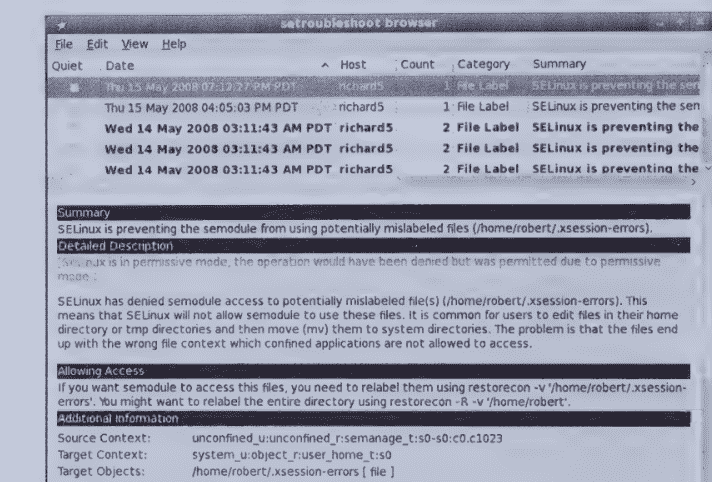 setroubleshoot browser
File Edit View Help
Quiet Date Host Count Category Summary
Thu 15 May 2008 07:12:27 PM PDT richard5 1 File Label SELinux is preventing the sen
Thu 15 May 2008 04:05:03 PM PDT richard5 1 File Label SELinux is preventing the sen
Wed 14 May 2008 03:11:43 AM PDT richard5 2 File Label SELinux is preventing the
Wed 14 May 2008 03:11:43 AM PDT richard5 2 File Label SELinux is preventing the
Wed 14 May 2008 03:11:43 AM PDT richard5 2 File Label SELinux is preventing the
Summary
SELinux is preventing the semodule from using potentially mislabeled files (/home/robert/.xsession-errors).
Detailed Description
[SELinux is in permissive mode, the operation would have been denied but was permitted due to permissive
mode.]
SELinux has denied semodule access to potentially mislabeled file(s) (/home/robert/.xsession-errors). This
means that SELinux will not allow semodule to use these files. It is common for users to edit files in their home
directory or tmp directories and then move (mv) them to system directories. The problem is that the files end
up with the wrong file context which confined applications are not allowed to access.
Allowing Access
If you want semodule to access this files, you need to relabel them using restorecon -v '/home/robert/.xsession-
errors'. You might want to relabel the entire directory using restorecon -R -v '/home/robert'.
Additional Information
Source Context: unconfined_u:unconfined_r:semanage_t:s0-s0:c0.c1023
Target Context: system_u:object_r:user_home_t:s0
Target Objects: /home/robert/.xsession-errors [ file ]